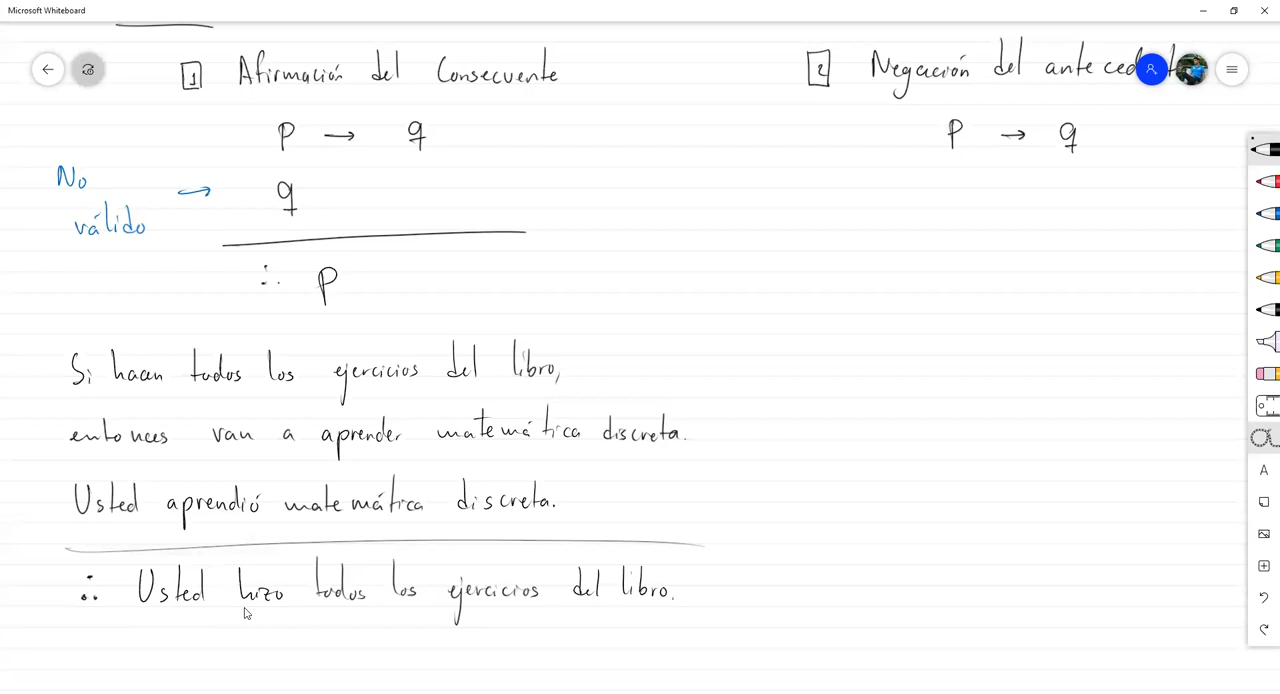 Microsoft Whiteboard
1 Afirmación del Consecuente
p → q
No válido → q
∴ p
Si hacen todos los ejercicios del libro,
entonces van a aprender matemática discreta.
Usted aprendió matemática discreta.
∴ Usted hizo todos los ejercicios del libro.
2 Negación del
p → q
A